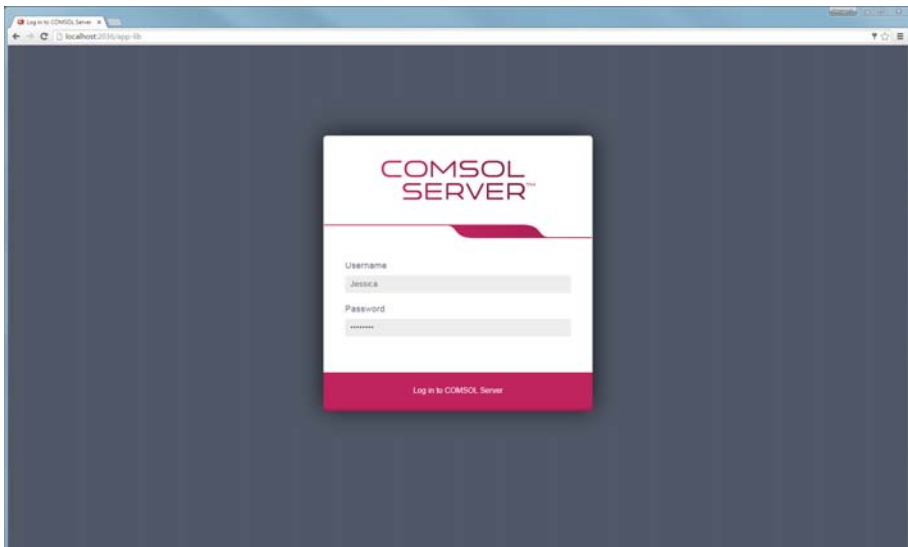 Log in to COMSOL Server
localhost:2036/app-lib
COMSOL
SERVER™
Username
Jessica
Password
••••••••
Log in to COMSOL Server